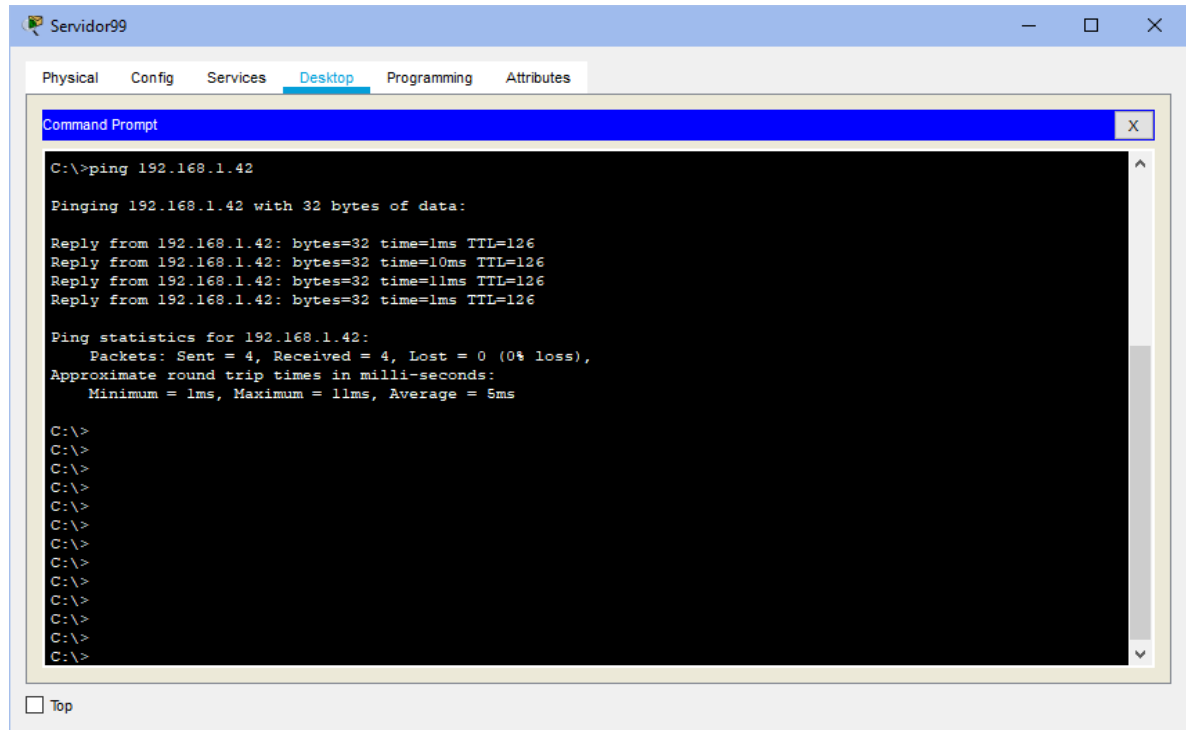 Servidor99
Physical Config Services Desktop Programming Attributes
Command Prompt
X
C:\>ping 192.168.1.42
Pinging 192.168.1.42 with 32 bytes of data:
Reply from 192.168.1.42: bytes=32 time=1ms TTL=126
Reply from 192.168.1.42: bytes=32 time=10ms TTL=126
Reply from 192.168.1.42: bytes=32 time=11ms TTL=126
Reply from 192.168.1.42: bytes=32 time=1ms TTL=126
Ping statistics for 192.168.1.42:
Packets: Sent = 4, Received = 4, Lost = 0 (0% loss),
Approximate round trip times in milli-seconds:
Minimum = 1ms, Maximum = 11ms, Average = 5ms
C:\>
C:\>
C:\>
C:\>
C:\>
C:\>
C:\>
C:\>
C:\>
C:\>
C:\>
C:\>
C:\>
Top